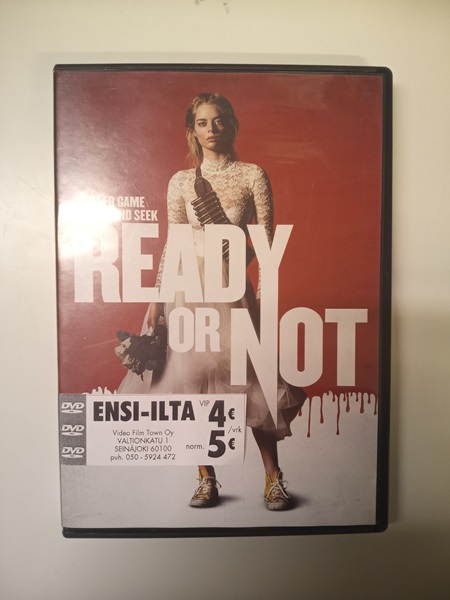 GAME
SEEK
READY
OR NOT
DVD
DVD
DVD
ENSI-ILTA
VIP 4€
/vrk
norm. 5€
Video Film Town Oy
VALTIONKATU 1
SEINÄJOKI 60100
puh. 050 - 5924 472